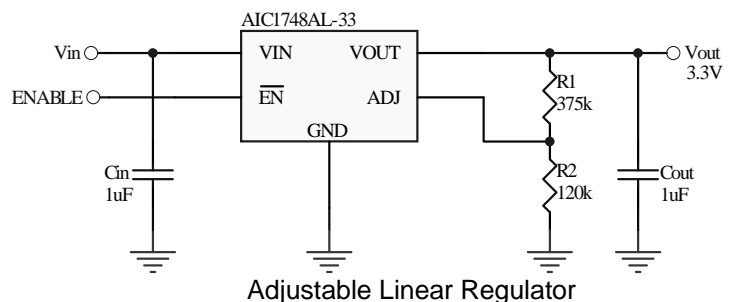 AIC1748AL-33
Vin
VIN
VOUT
Vout
3.3V
ENABLE
EN
ADJ
GND
R1
375k
R2
120k
Cin
1uF
Cout
1uF
Adjustable Linear Regulator